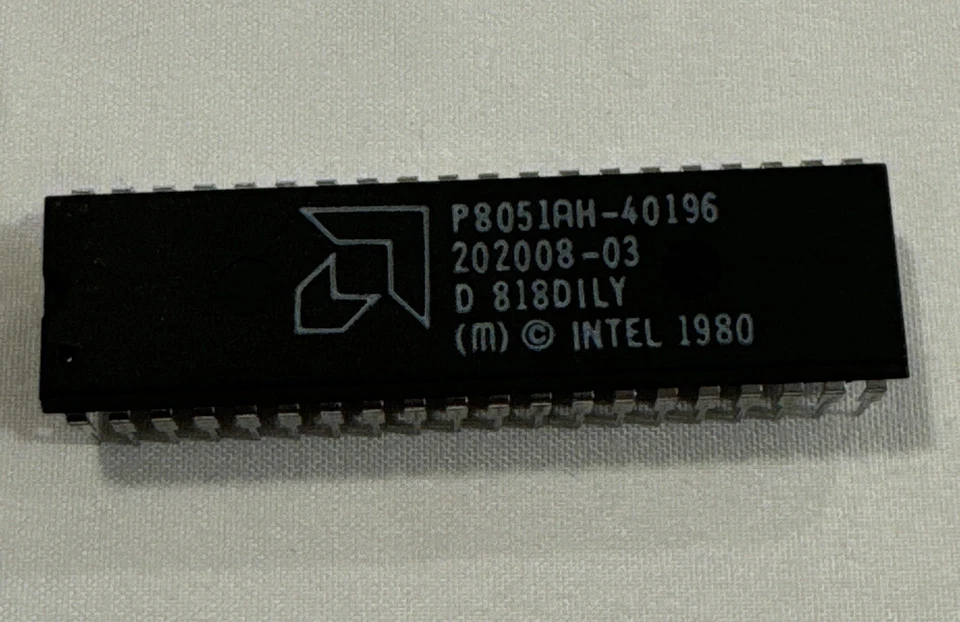 P8051AH-40196
202008-03
D 818DILY
(M) © INTEL 1980